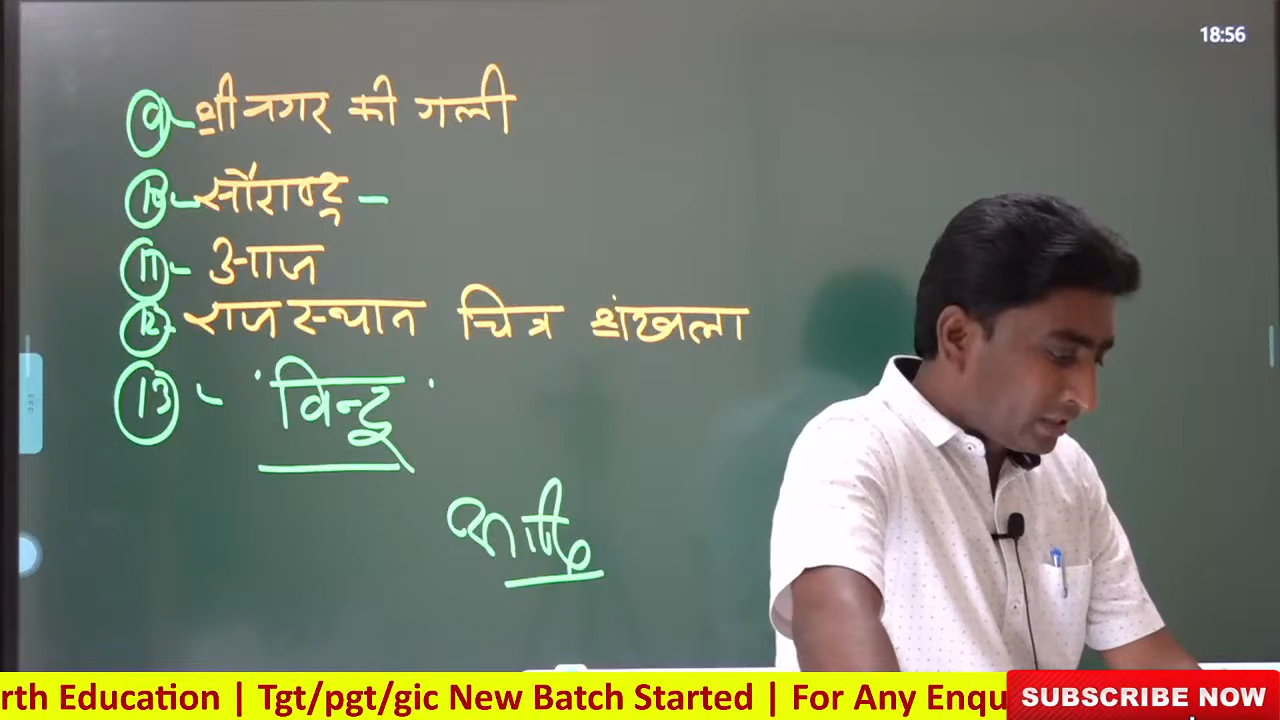 18:56
9 - श्रीनगर की गली
10 - सौराष्ट्र -
11 - आज
12 - राजस्थान चित्र श्रंखला
13 - 'विन्दू'
rth Education | Tgt/pgt/gic New Batch Started | For Any Enqu
SUBSCRIBE NOW